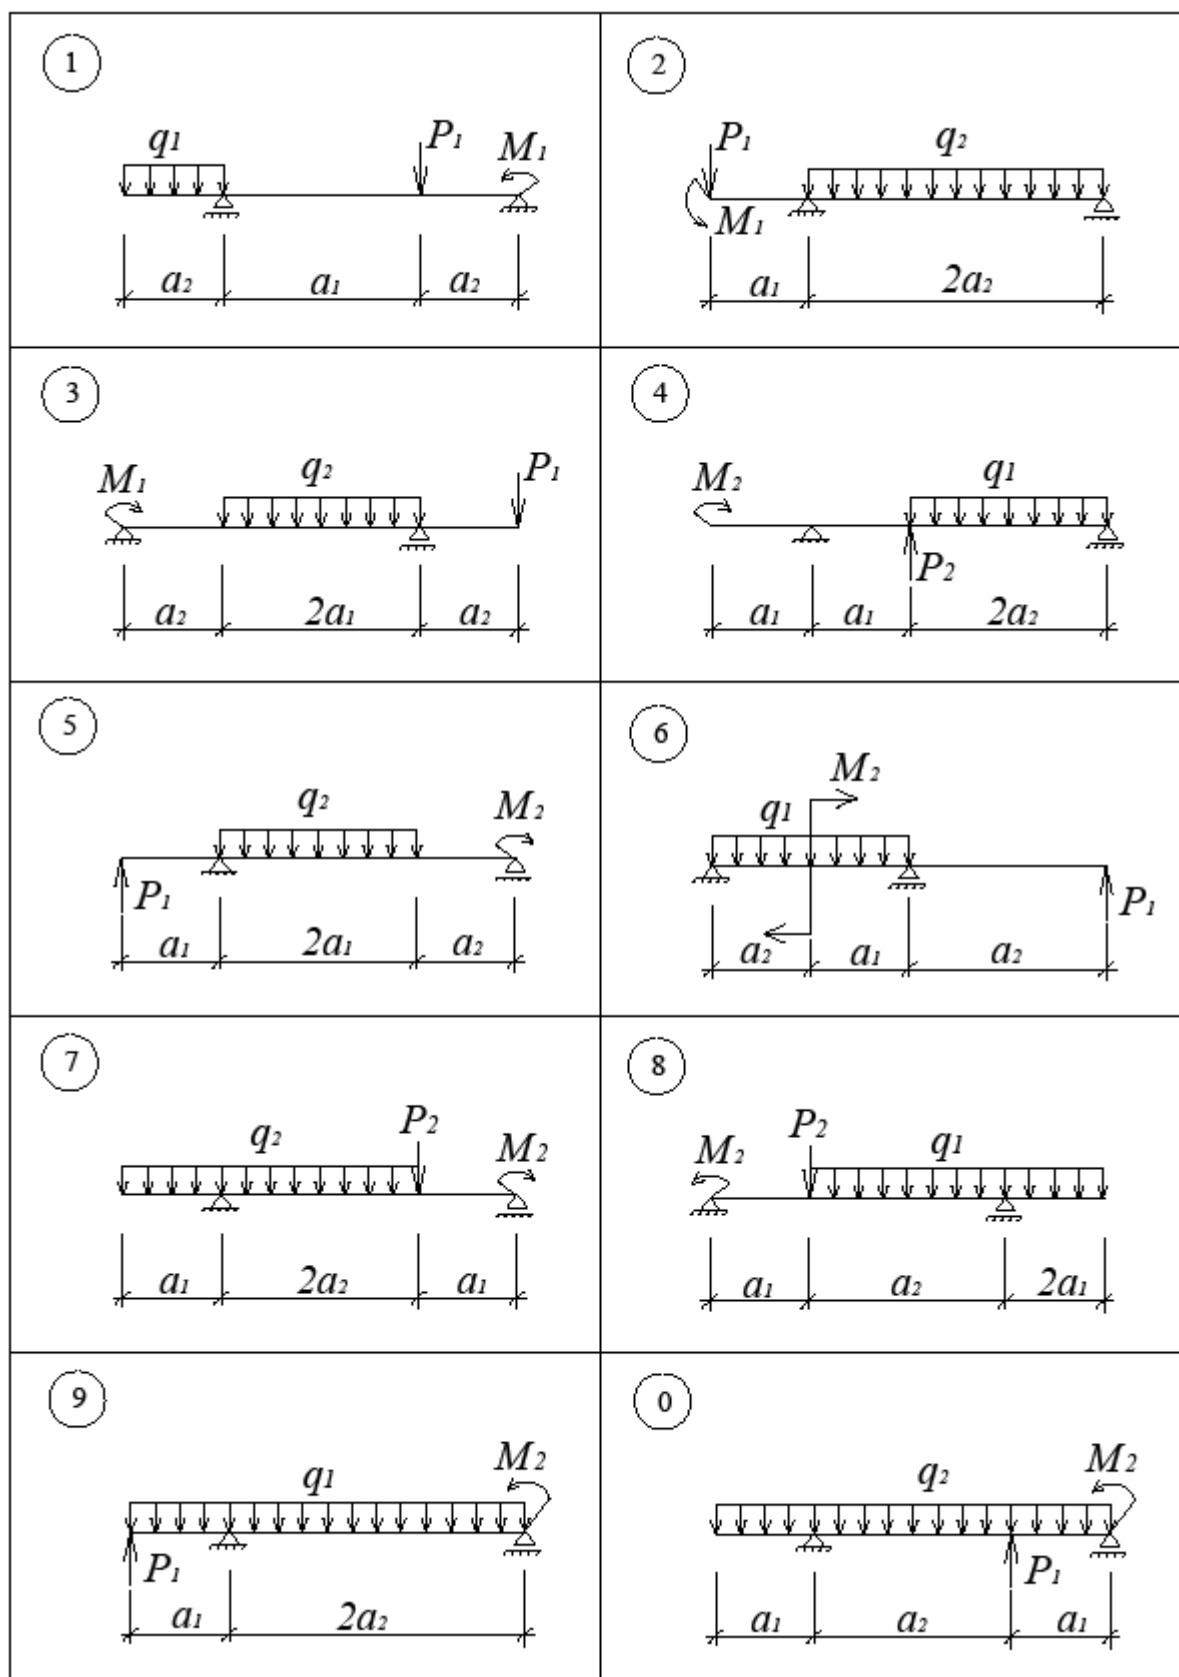 1
q1 P1 M1
a2 a1 a2
2
P1 q2
M1
a1 2a2
3
M1 q2 P1
a2 2a1 a2
4
M2 q1
P2
a1 a1 2a2
5
q2 M2
P1
a1 2a1 a2
6
M2
q1
P1
a2 a1 a2
7
q2 P2 M2
a1 2a2 a1
8
M2 P2 q1
a1 a2 2a1
9
q1 M2
P1
a1 2a2
0
q2 M2
P1
a1 a2 a1